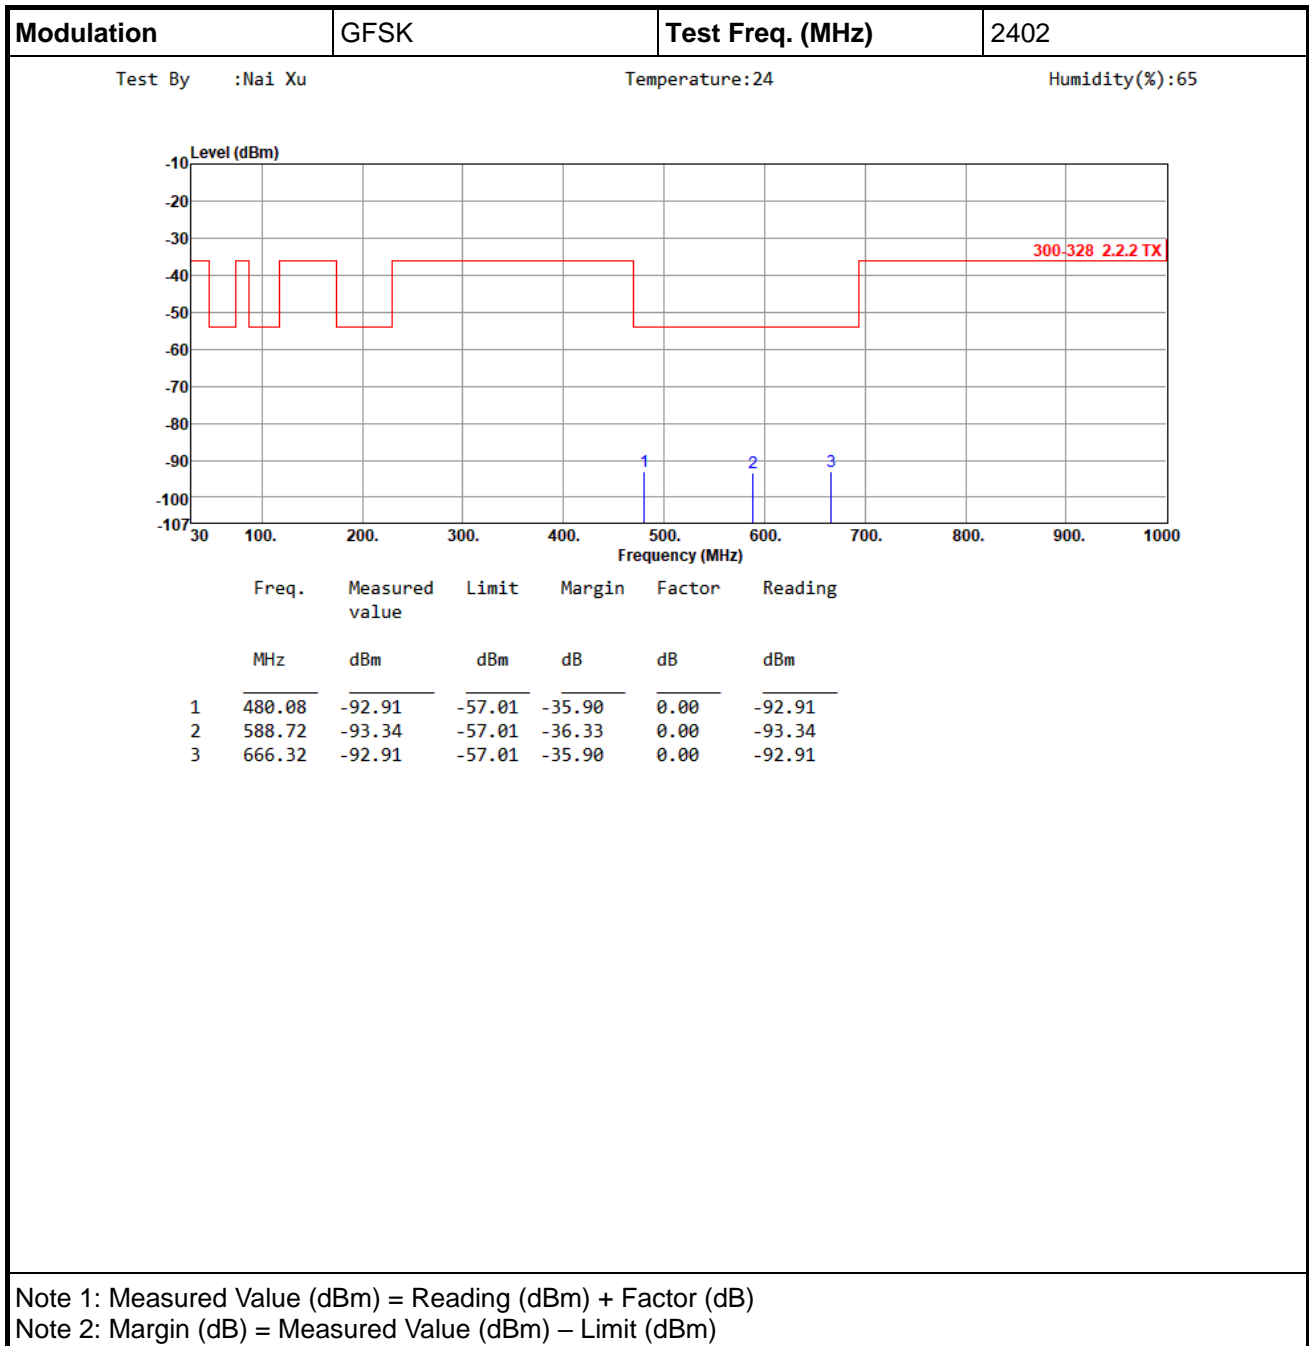 Modulation GFSK Test Freq. (MHz) 2402
Test By :Nai Xu Temperature:24 Humidity(%):65
Level (dBm)
-10
-20
-30
300-328 2.2.2 TX
-40
-50
-60
-70
-80
-90
1 2 3
-100
-107
30 100. 200. 300. 400. 500. 600. 700. 800. 900. 1000
Frequency (MHz)
Freq. Measured Limit Margin Factor Reading
value
MHz dBm dBm dB dB dBm
1 480.08 -92.91 -57.01 -35.90 0.00 -92.91
2 588.72 -93.34 -57.01 -36.33 0.00 -93.34
3 666.32 -92.91 -57.01 -35.90 0.00 -92.91
Note 1: Measured Value (dBm) = Reading (dBm) + Factor (dB)
Note 2: Margin (dB) = Measured Value (dBm) – Limit (dBm)